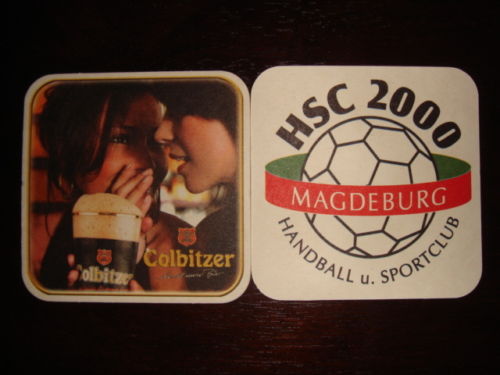 Colbitzer
Colbitzer
HSC 2000
MAGDEBURG
HANDBALL u. SPORTCLUB